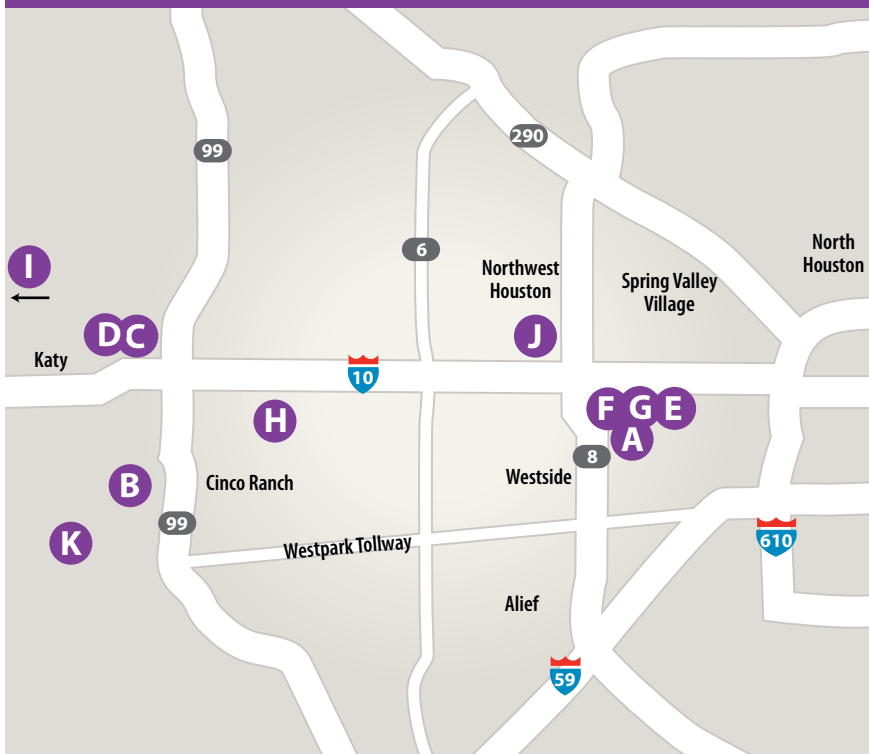 290
99
6
North
Houston
Northwest
Houston
Spring Valley
Village
I
D
C
J
Katy
10
F
G
E
H
A
8
B
Cinco Ranch
Westside
99
K
Westpark Tollway
610
Alief
59